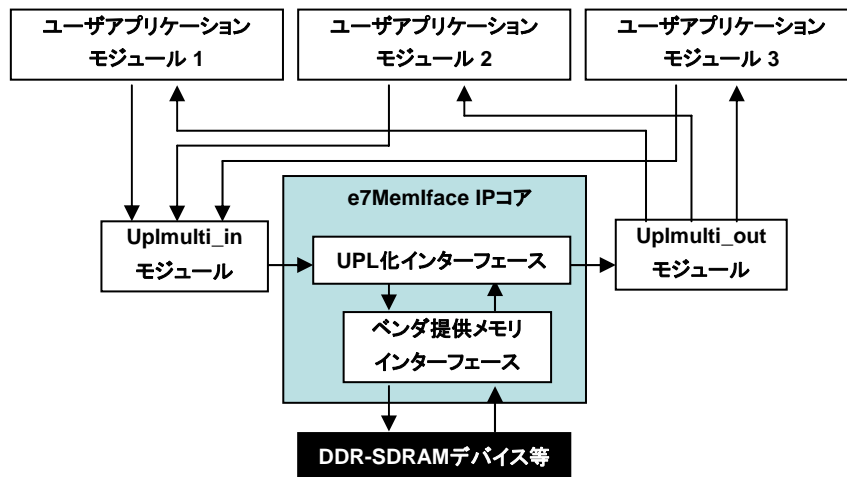 ユーザアプリケーション
モジュール 1
ユーザアプリケーション
モジュール 2
ユーザアプリケーション
モジュール 3
e7MemIface IPコア
Uplmulti_in
モジュール
UPL化インターフェース
Uplmulti_out
モジュール
ベンダ提供メモリ
インターフェース
DDR-SDRAMデバイス等